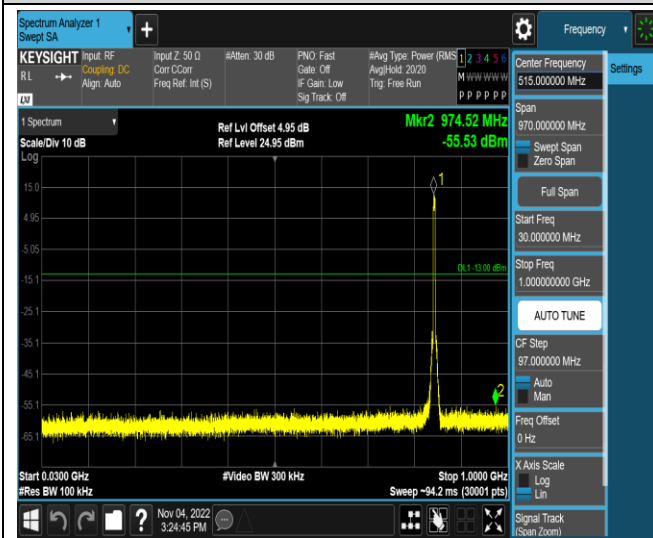 Spectrum Analyzer 1
Swept SA
+
Frequency
KEYSIGHT
RL
LXI
Input: RF
Coupling: DC
Align: Auto
Input Z: 50 Ω
Corr CCorr
Freq Ref: Int (S)
#Atten: 30 dB
PNO: Fast
Gate: Off
IF Gain: Low
Sig Track: Off
#Avg Type: Power (RMS
Avg|Hold: 20/20
Trig: Free Run
1 2 3 4 5 6
M W W W W W
P P P P P P
1 Spectrum
Scale/Div 10 dB
Log
Ref Lvl Offset 4.95 dB
Ref Level 24.95 dBm
Mkr2 974.52 MHz
-55.53 dBm
15.0
4.95
-5.05
-15.1
-25.1
-35.1
-45.1
-55.1
-65.1
1
DL1 -13.00 dBm
2
Start 0.0300 GHz
#Res BW 100 kHz
#Video BW 300 kHz
Stop 1.0000 GHz
Sweep ~94.2 ms (30001 pts)
?
Nov 04, 2022
3:24:45 PM
Center Frequency
515.000000 MHz
Span
970.000000 MHz
Swept Span
Zero Span
Full Span
Start Freq
30.000000 MHz
Stop Freq
1.000000000 GHz
AUTO TUNE
CF Step
97.000000 MHz
Auto
Man
Freq Offset
0 Hz
X Axis Scale
Log
Lin
Signal Track
(Span Zoom)
Settings